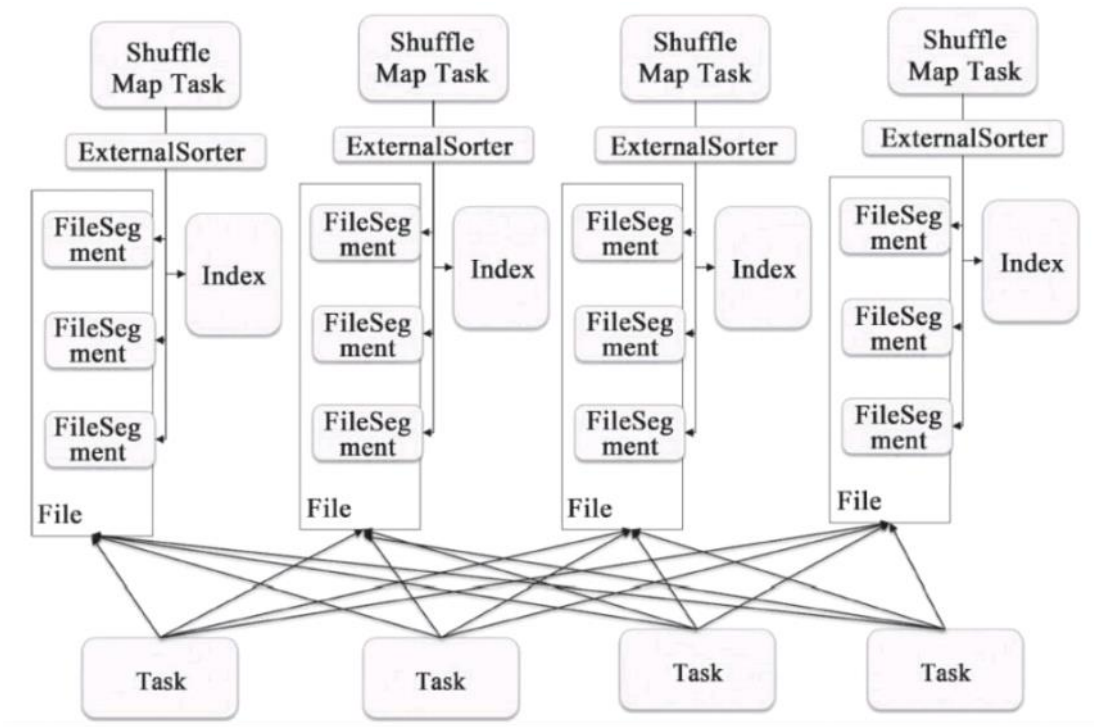 Shuffle
Map Task
Shuffle
Map Task
Shuffle
Map Task
Shuffle
Map Task
ExternalSorter
ExternalSorter
ExternalSorter
ExternalSorter
FileSeg
ment
Index
FileSeg
ment
FileSeg
ment
File
FileSeg
ment
Index
FileSeg
ment
FileSeg
ment
File
FileSeg
ment
Index
FileSeg
ment
FileSeg
ment
File
FileSeg
ment
Index
FileSeg
ment
FileSeg
ment
File
Task
Task
Task
Task